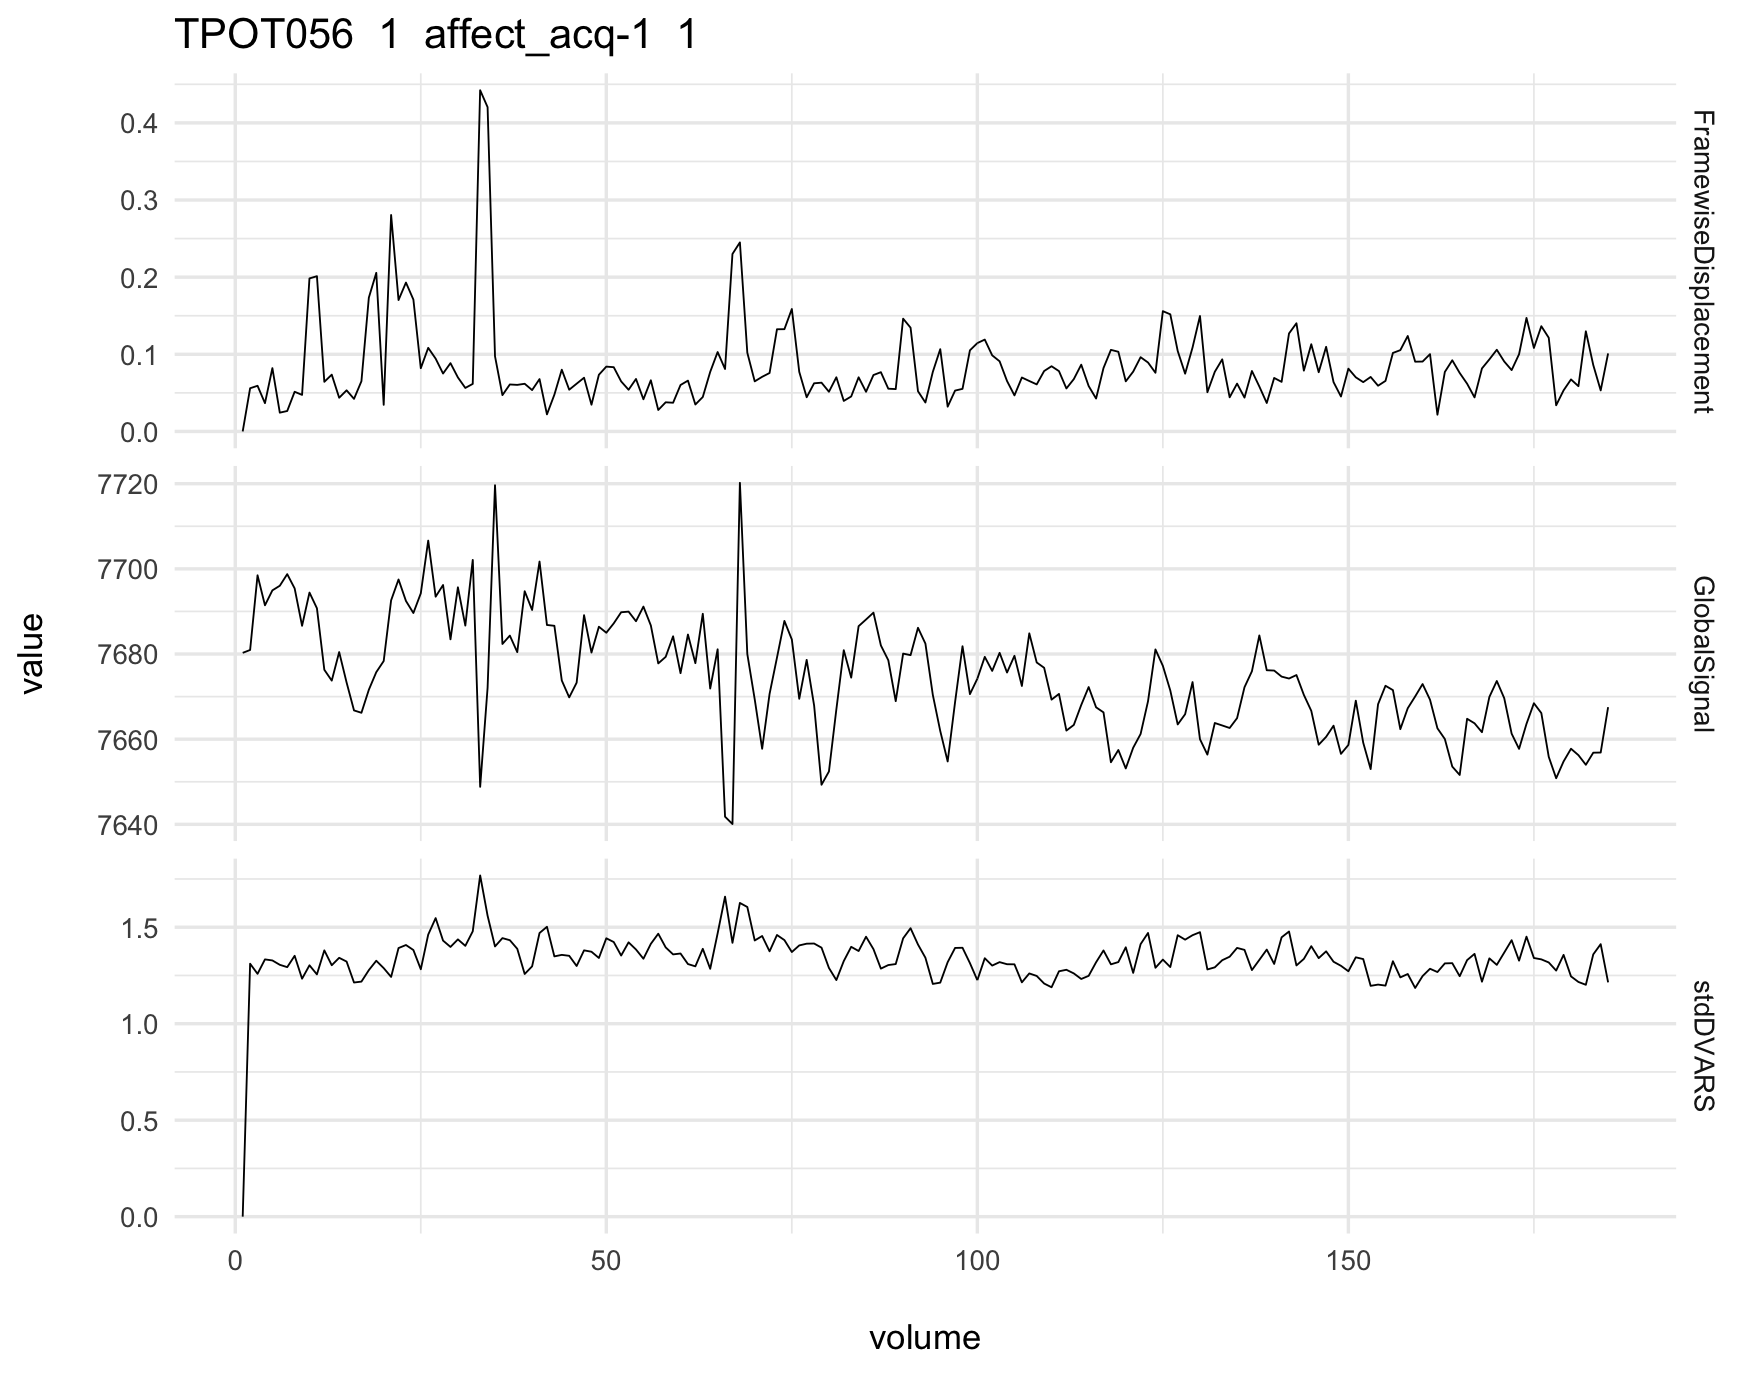 TPOT056 1 affect_acq-1 1
0.4
0.3
0.2
0.1
0.0
FramewiseDisplacement
7720
7700
7680
7660
7640
GlobalSignal
value
1.5
1.0
0.5
0.0
stdDVARS
0 50 100 150
volume